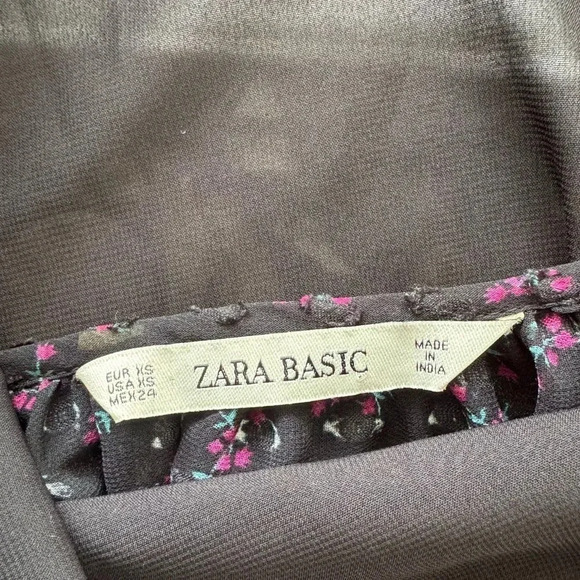 EUR XS
USA XS
MEX 24
ZARA BASIC
MADE
IN
INDIA